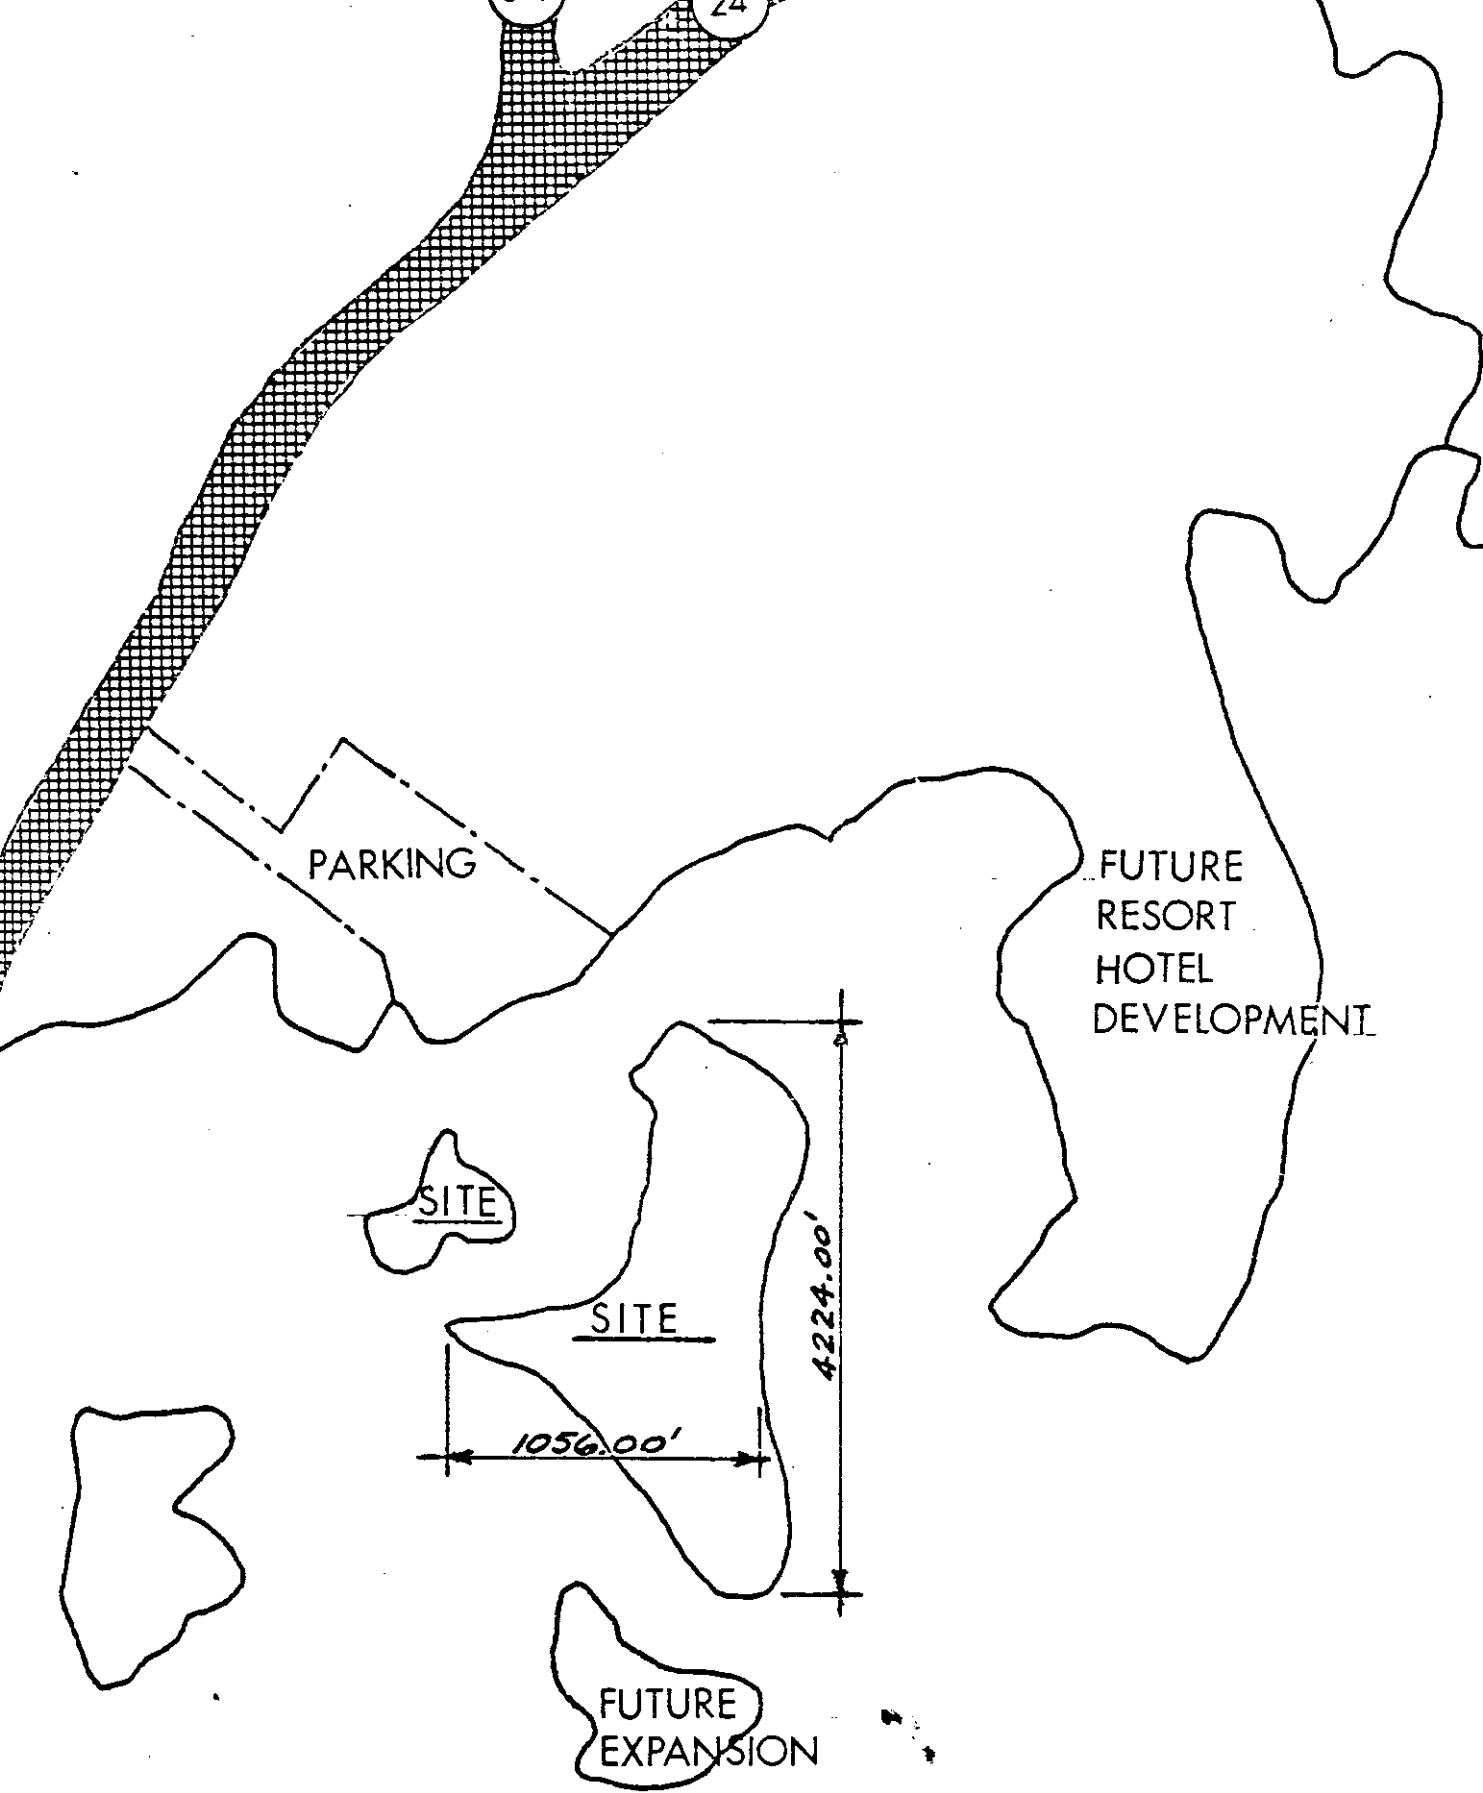 24
PARKING
FUTURE
RESORT
HOTEL
DEVELOPMENT
SITE
SITE
4224.00'
1056.00'
FUTURE
EXPANSION